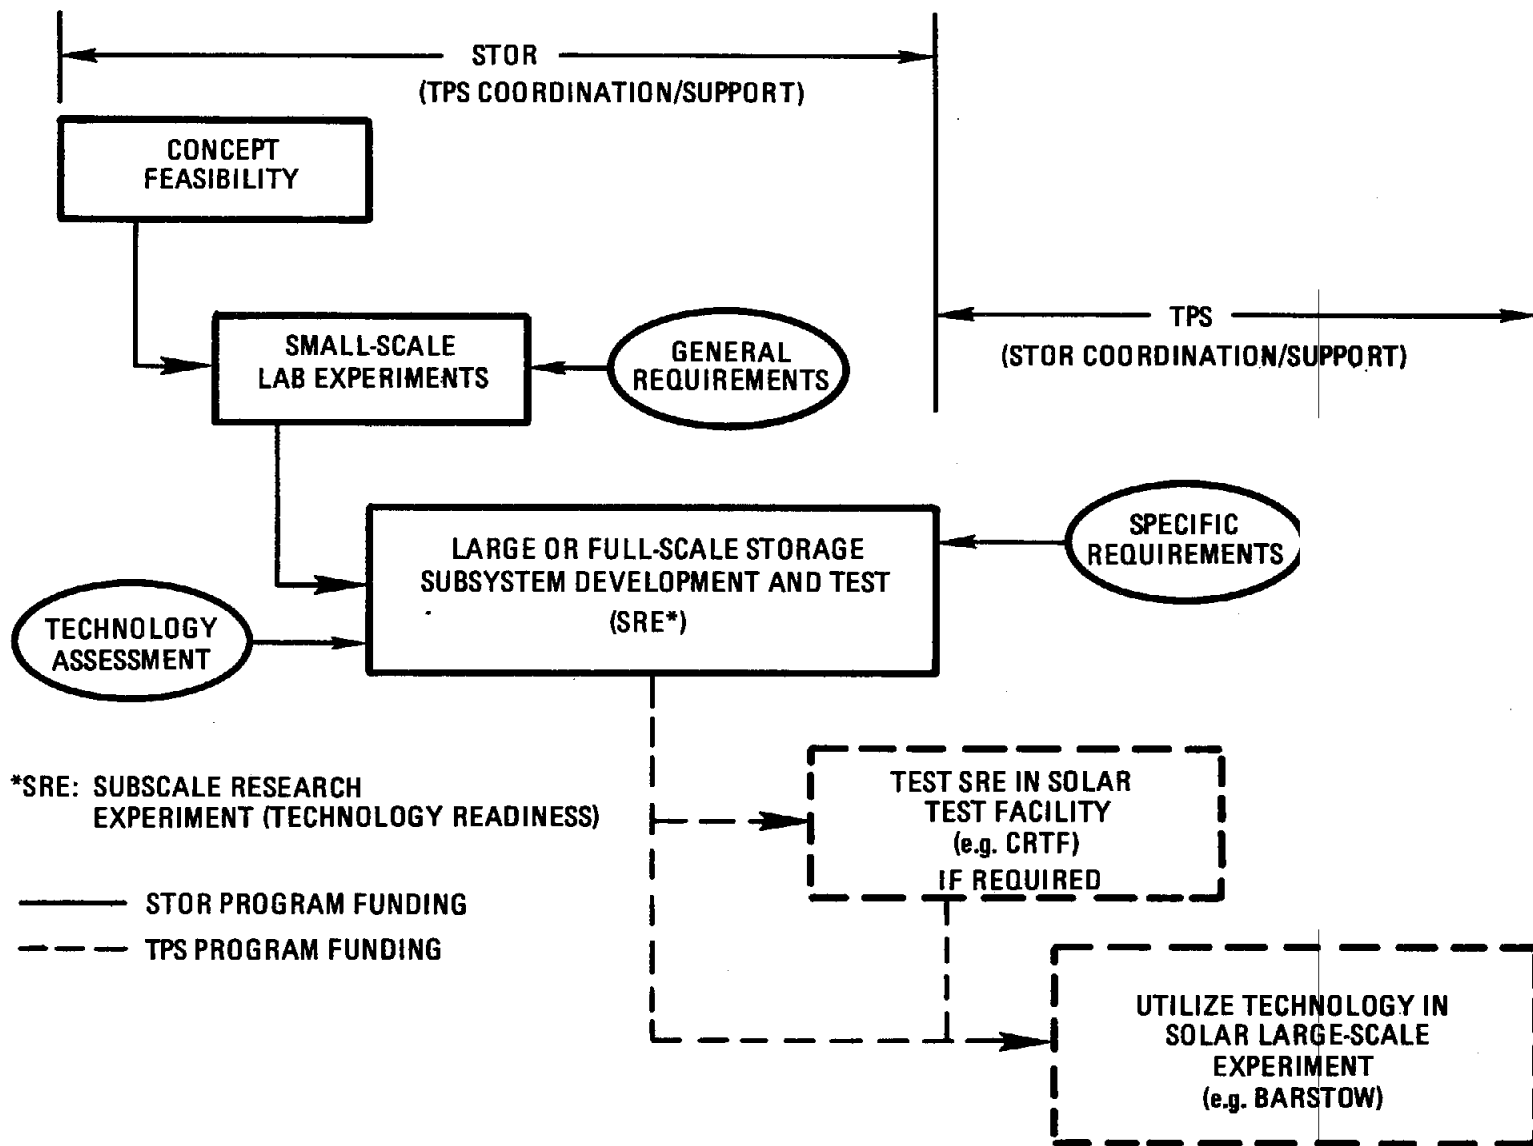 STOR
(TPS COORDINATION/SUPPORT)
CONCEPT
FEASIBILITY
TPS
(STOR COORDINATION/SUPPORT)
SMALL-SCALE
LAB EXPERIMENTS
GENERAL
REQUIREMENTS
LARGE OR FULL-SCALE STORAGE
SUBSYSTEM DEVELOPMENT AND TEST
(SRE*)
SPECIFIC
REQUIREMENTS
TECHNOLOGY
ASSESSMENT
*SRE: SUBSCALE RESEARCH
EXPERIMENT (TECHNOLOGY READINESS)
TEST SRE IN SOLAR
TEST FACILITY
(e.g. CRTF)
IF REQUIRED
STOR PROGRAM FUNDING
TPS PROGRAM FUNDING
UTILIZE TECHNOLOGY IN
SOLAR LARGE-SCALE
EXPERIMENT
(e.g. BARSTOW)